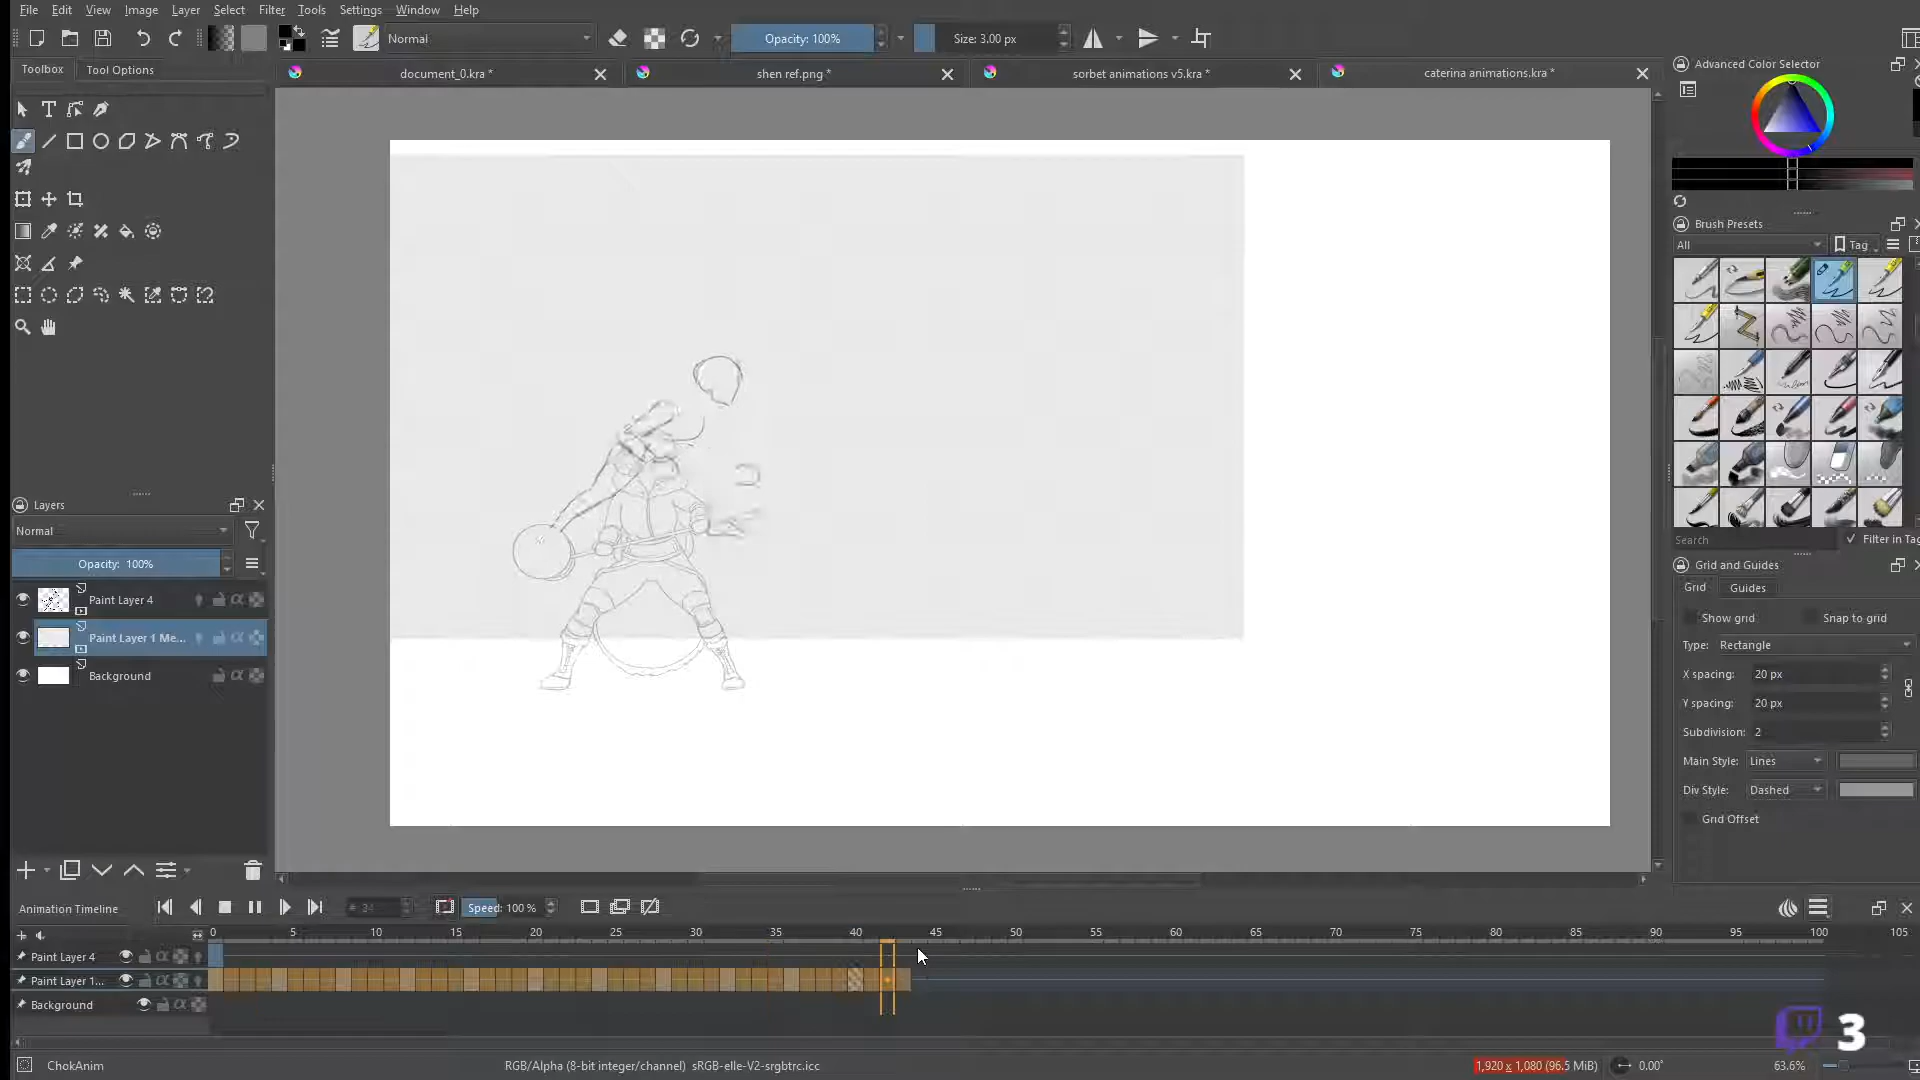 File Edit View Image Layer Select Filter Tools Settings Window Help
Normal Opacity: 100% Size: 3.00 px
Toolbox Tool Options
document_0.kra * shen ref.png * sorbet animations v5.kra * caterina animations.kra *
Advanced Color Selector
Brush Presets
All Tag
Search Filter in Tag
Grid and Guides
Grid Guides
Show grid Snap to grid
Type: Rectangle
X spacing: 20 px
Y spacing: 20 px
Subdivision: 2
Main Style: Lines
Div Style: Dashed
Grid Offset
Layers
Normal
Opacity: 100%
Paint Layer 4
Paint Layer 1 Me...
Background
Animation Timeline # 34 Speed: 100 %
0 5 10 15 20 25 30 35 40 45 50 55 60 65 70 75 80 85 90 95 100 105
Paint Layer 4
Paint Layer 1...
Background
3
ChokAnim RGB/Alpha (8-bit integer/channel) sRGB-elle-V2-srgbtrc.icc 1,920 x 1,080 (96.5 MiB) 0.00° 63.6%